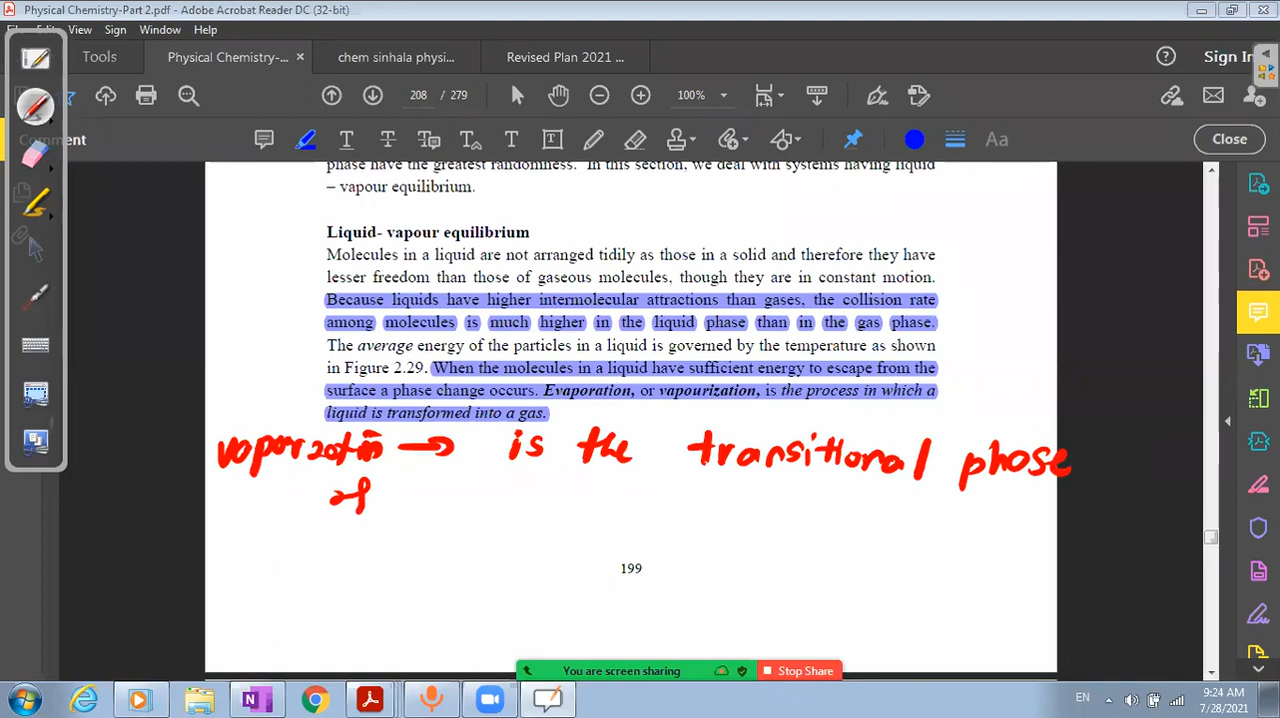 Physical Chemistry-Part 2.pdf - Adobe Acrobat Reader DC (32-bit)
View Sign Window Help
Tools Physical Chemistry-... × chem sinhala physi... Revised Plan 2021 ... Sign In
208 / 279 100%
Comment Aa Close
phase have the greatest randomness. In this section, we deal with systems having liquid
– vapour equilibrium.
Liquid- vapour equilibrium
Molecules in a liquid are not arranged tidily as those in a solid and therefore they have
lesser freedom than those of gaseous molecules, though they are in constant motion.
Because liquids have higher intermolecular attractions than gases, the collision rate
among molecules is much higher in the liquid phase than in the gas phase.
The average energy of the particles in a liquid is governed by the temperature as shown
in Figure 2.29. When the molecules in a liquid have sufficient energy to escape from the
surface a phase change occurs. Evaporation, or vapourization, is the process in which a
liquid is transformed into a gas.
→ is the transitional phase
of
199
You are screen sharing Stop Share
EN 9:24 AM
7/28/2021